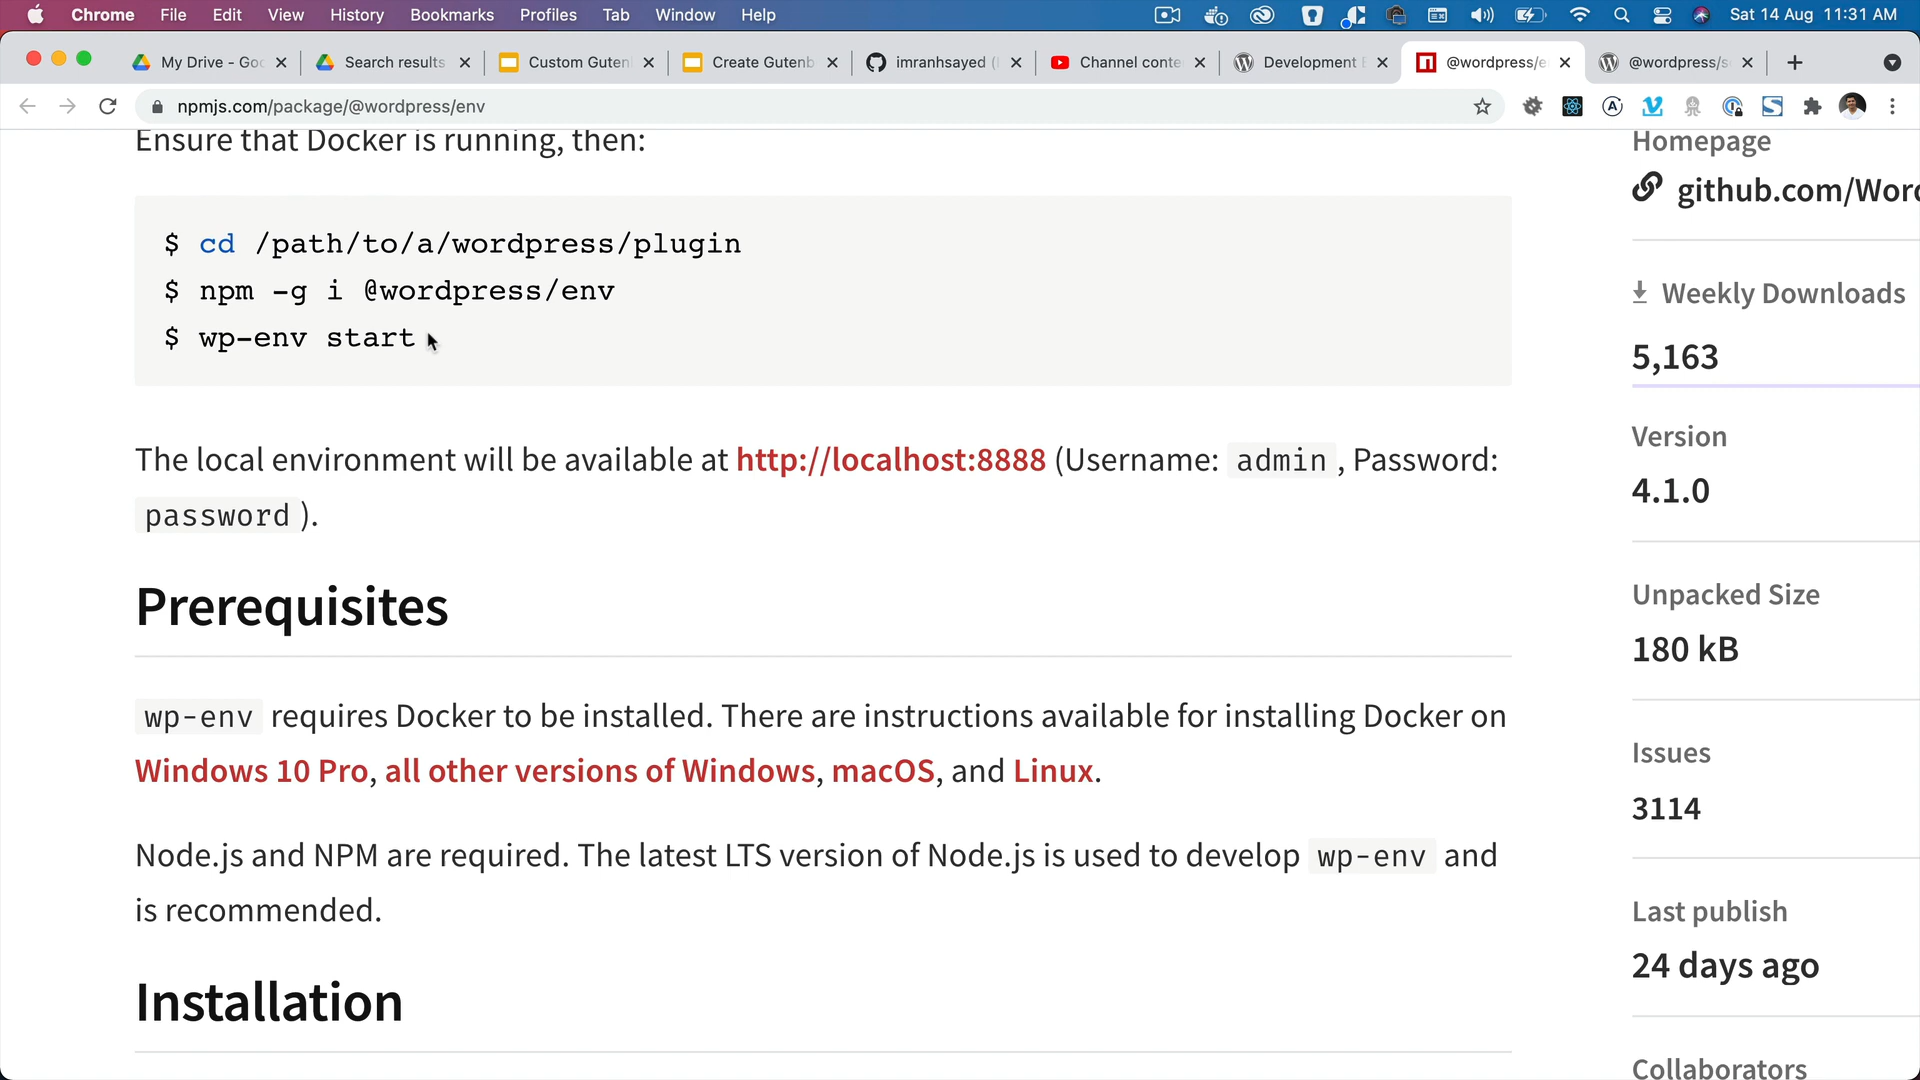 Chrome File Edit View History Bookmarks Profiles Tab Window Help Sat 14 Aug 11:31 AM
My Drive - Goo Search results Custom Guten Create Gutenb imranhsayed ( Channel conte Development E @wordpress/e @wordpress/s
npmjs.com/package/@wordpress/env
Ensure that Docker is running, then:
$ cd /path/to/a/wordpress/plugin
$ npm -g i @wordpress/env
$ wp-env start
The local environment will be available at http://localhost:8888 (Username: admin , Password:
password ).
Prerequisites
wp-env requires Docker to be installed. There are instructions available for installing Docker on
Windows 10 Pro, all other versions of Windows, macOS, and Linux.
Node.js and NPM are required. The latest LTS version of Node.js is used to develop wp-env and
is recommended.
Installation
Homepage
github.com/Word
Weekly Downloads
5,163
Version
4.1.0
Unpacked Size
180 kB
Issues
3114
Last publish
24 days ago
Collaborators